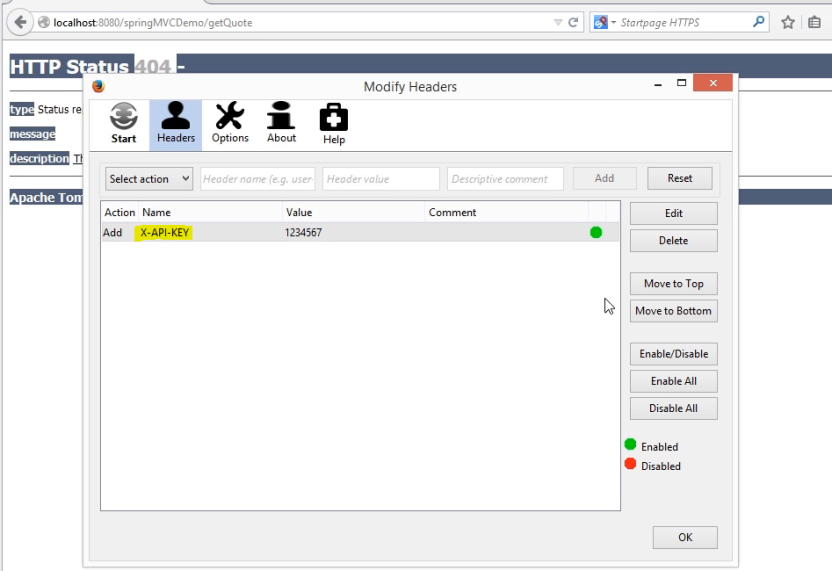 localhost:8080/springMVCDemo/getQuote
Startpage HTTPS
HTTP Status 404 -
type Status re
message
description Th
Apache Tom
Modify Headers
Start Headers Options About Help
Select action Header name (e.g. user- Header value Descriptive comment Add Reset
Action Name Value Comment
Add X-API-KEY 1234567
Edit
Delete
Move to Top
Move to Bottom
Enable/Disable
Enable All
Disable All
Enabled
Disabled
OK